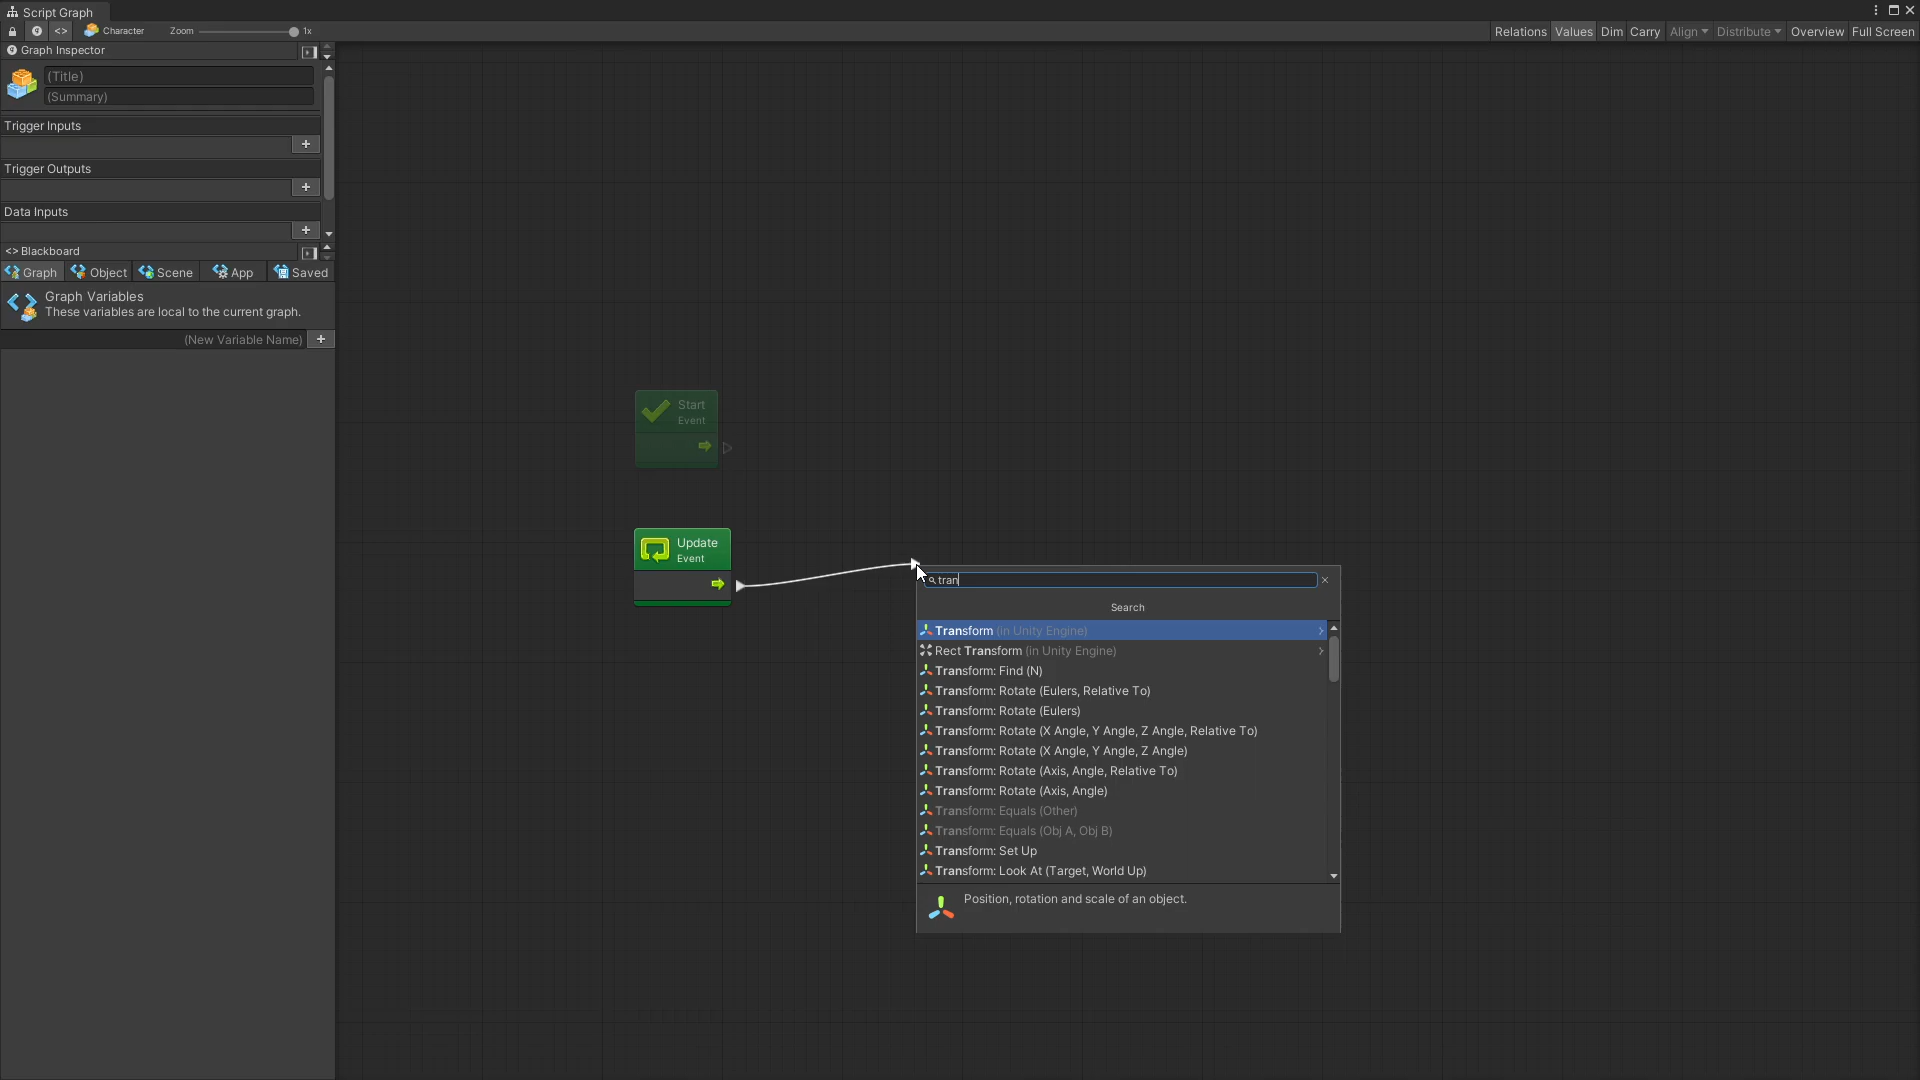 Script Graph
Character Zoom 1x
Relations Values Dim Carry Align Distribute Overview Full Screen
Graph Inspector
(Title)
(Summary)
Trigger Inputs
+
Trigger Outputs
+
Data Inputs
+
<> Blackboard
Graph Object Scene App Saved
Graph Variables
These variables are local to the current graph.
(New Variable Name) +
Start
Event
Update
Event
tran
Search
Transform (in Unity Engine)
Rect Transform (in Unity Engine)
Transform: Find (N)
Transform: Rotate (Eulers, Relative To)
Transform: Rotate (Eulers)
Transform: Rotate (X Angle, Y Angle, Z Angle, Relative To)
Transform: Rotate (X Angle, Y Angle, Z Angle)
Transform: Rotate (Axis, Angle, Relative To)
Transform: Rotate (Axis, Angle)
Transform: Equals (Other)
Transform: Equals (Obj A, Obj B)
Transform: Set Up
Transform: Look At (Target, World Up)
Position, rotation and scale of an object.